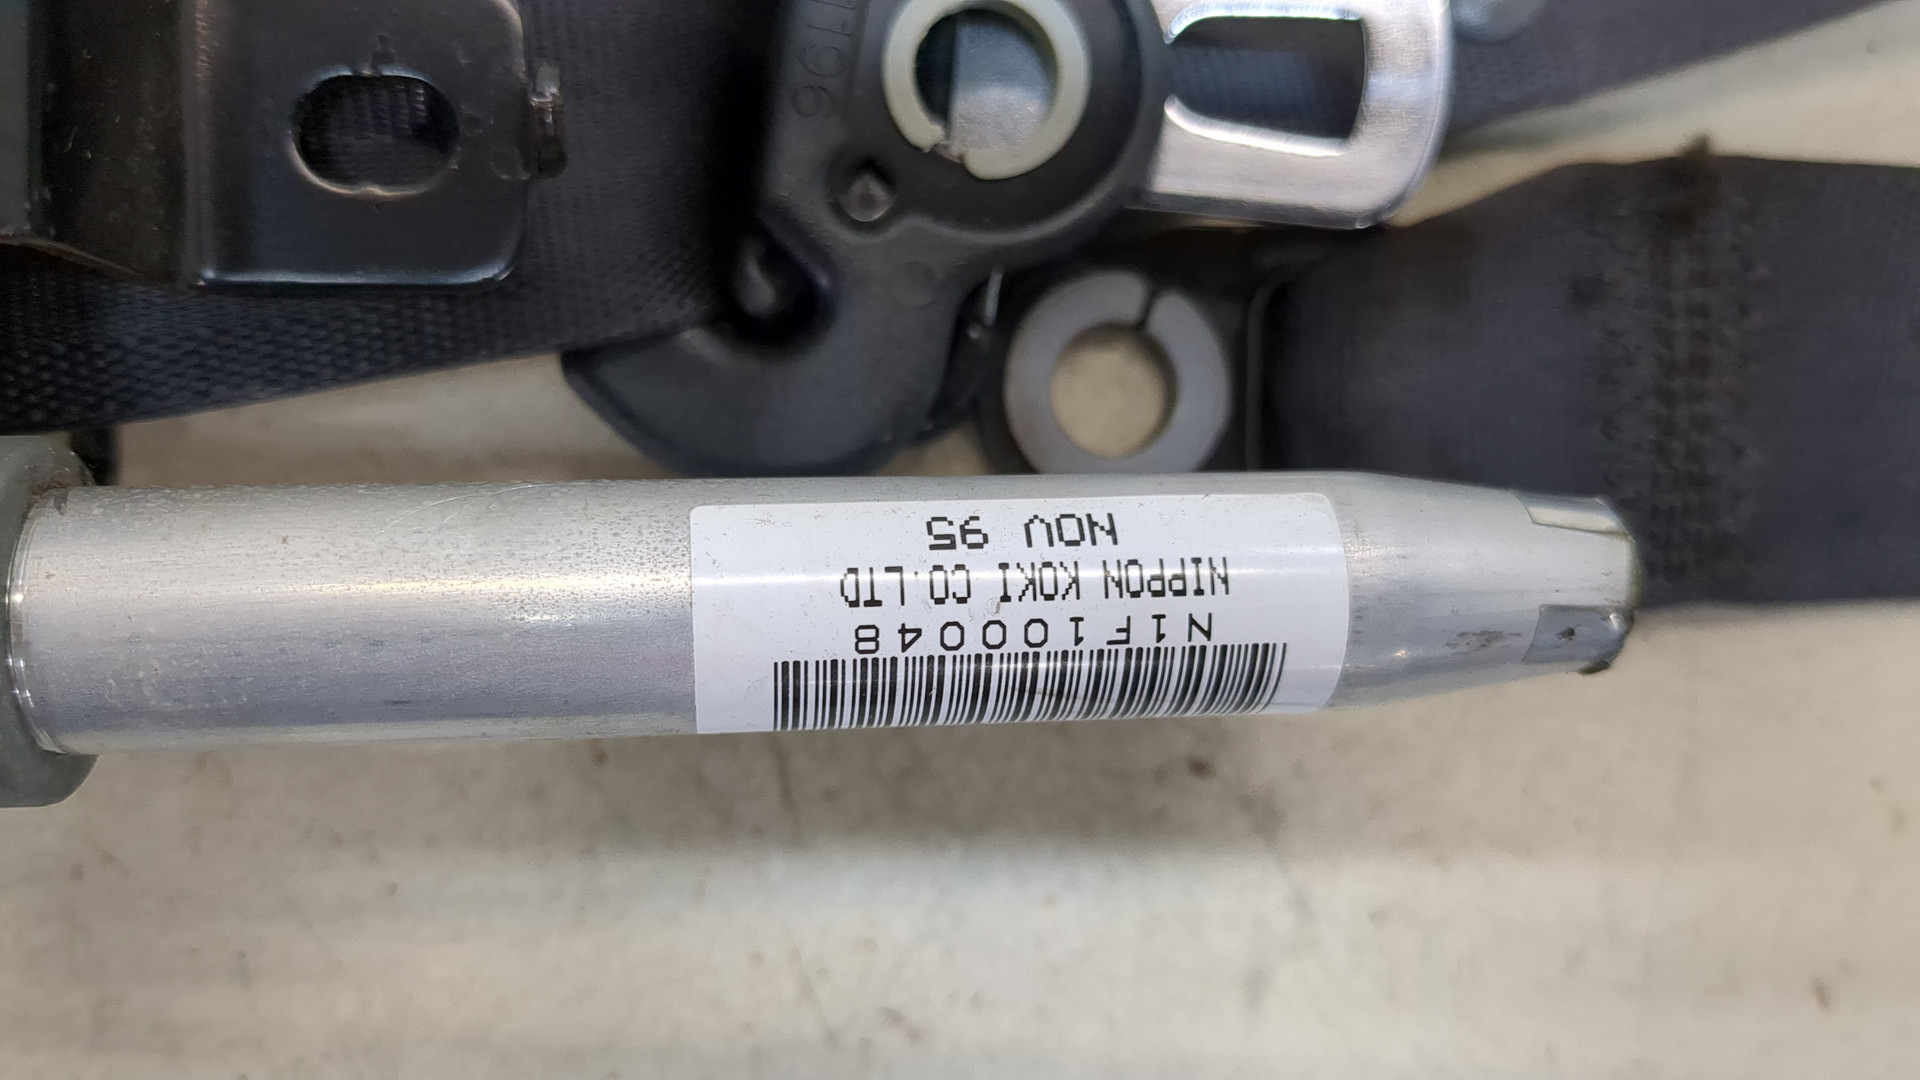 N1F100048
NIPPON KOKI CO.LTD
NOV 95